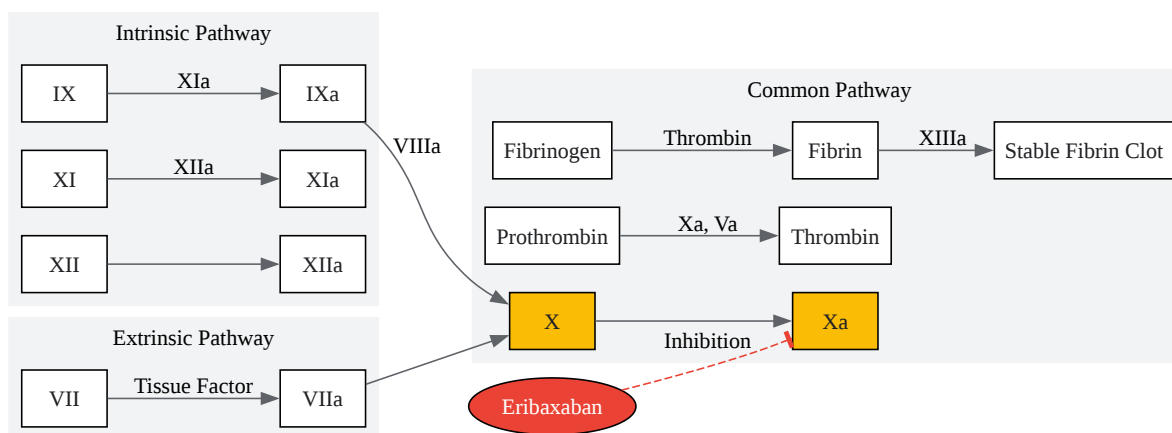 Intrinsic Pathway
IX
XIa
IXa
XI
XIIa
XIa
XII
XIIa
VIIIa
Extrinsic Pathway
VII
Tissue Factor
VIIa
Common Pathway
Fibrinogen
Thrombin
Fibrin
XIIIa
Stable Fibrin Clot
Prothrombin
Xa, Va
Thrombin
X
Xa
Inhibition
Eribaxaban